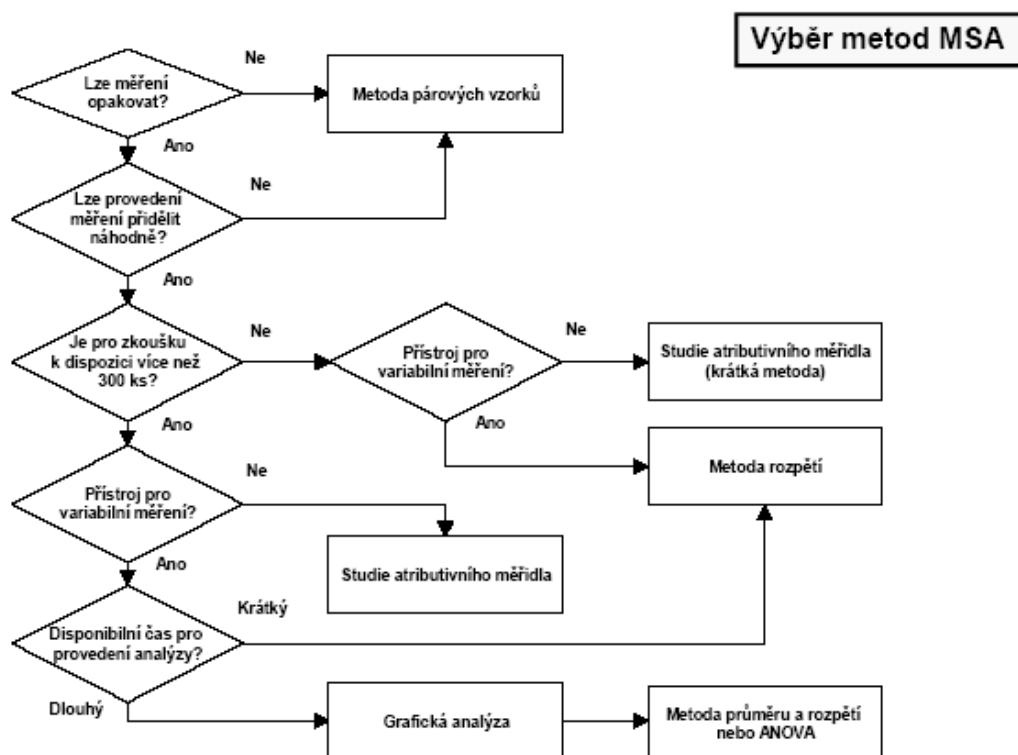 Výběr metod MSA
Lze měření
opakovat?
Ne
Metoda párových vzorků
Ano
Lze provedení
měření přidělit
náhodně?
Ne
Ano
Je pro zkoušku
k dispozici více než
300 ks?
Ne
Přístroj pro
variabilní měření?
Ne
Studie atributivního měřidla
(krátká metoda)
Ano
Ano
Metoda rozpětí
Přístroj pro
variabilní měření?
Ne
Studie atributivního měřidla
Ano
Disponibilní čas pro
provedení analýzy?
Krátký
Dlouhý
Grafická analýza
Metoda průměru a rozpětí
nebo ANOVA